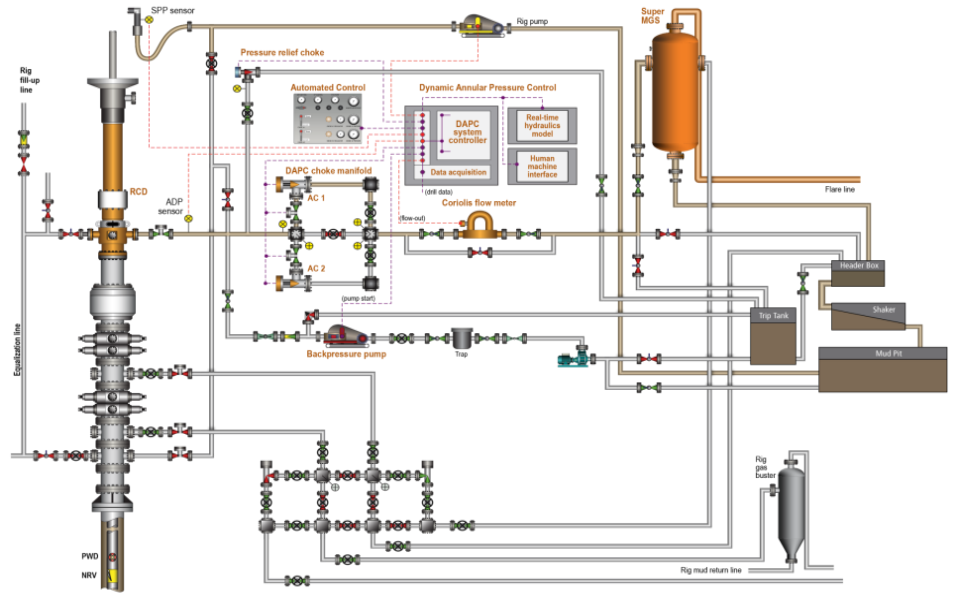 SPP sensor
Super
MGS
Rig pump
Pressure relief choke
Rig
fill-up
line
Automated Control
Dynamic Annular Pressure Control
DAPC
system
controller
Real-time
hydraulics
model
Human
machine
interface
Data acquisition
(drill data)
DAPC choke manifold
RCD
ADP
sensor
AC 1
Coriolis flow meter
(flow-out)
Flare line
AC 2
Header Box
(pump start)
Shaker
Trip Tank
Equalization line
Backpressure pump
Trap
Mud Pit
Rig
gas
buster
PWD
NRV
Rig mud return line